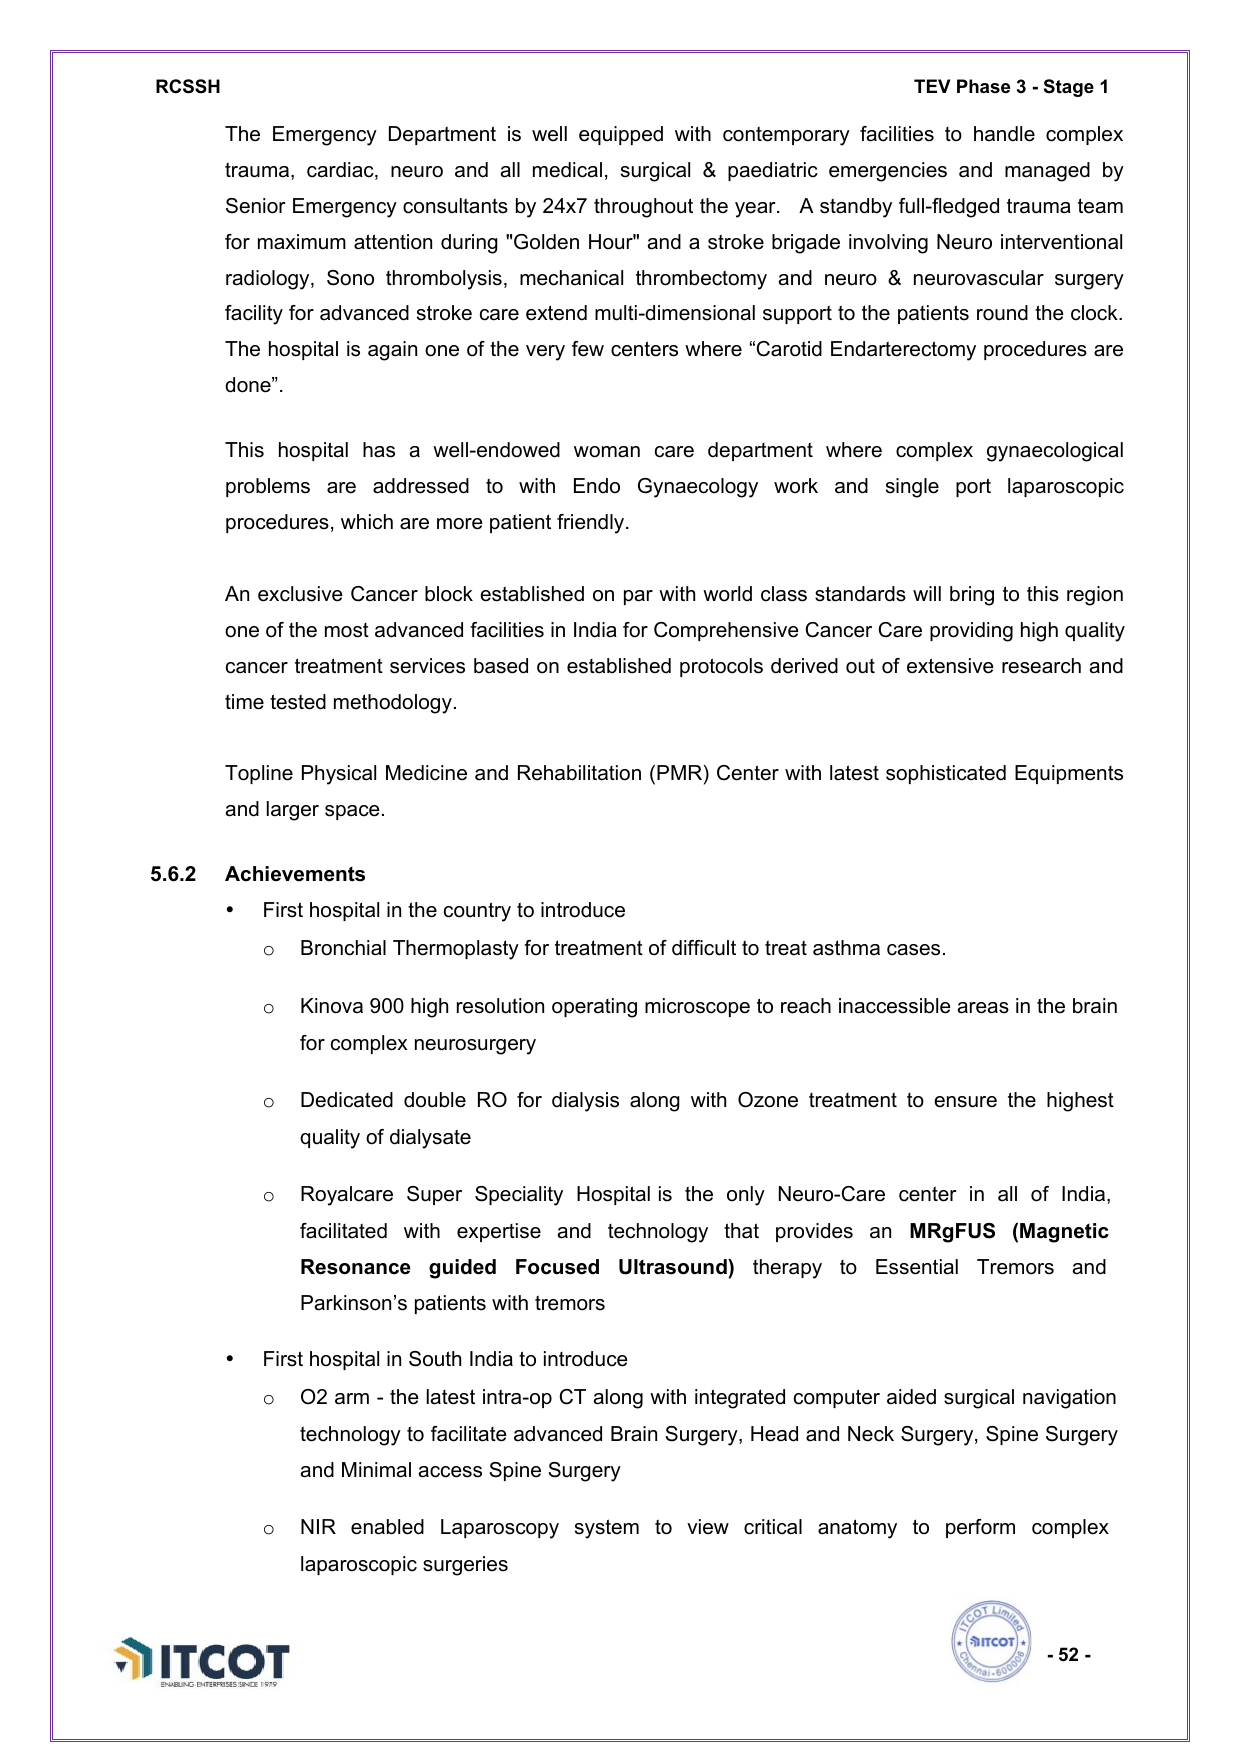 RCSSH TEV Phase 3 - Stage 1
The Emergency Department is well equipped with contemporary facilities to handle complex
trauma, cardiac, neuro and all medical, surgical & paediatric emergencies and managed by
Senior Emergency consultants by 24x7 throughout the year. A standby full-fledged trauma team
for maximum attention during "Golden Hour" and a stroke brigade involving Neuro interventional
radiology, Sono thrombolysis, mechanical thrombectomy and neuro & neurovascular surgery
facility for advanced stroke care extend multi-dimensional support to the patients round the clock.
The hospital is again one of the very few centers where “Carotid Endarterectomy procedures are
done”.
This hospital has a well-endowed woman care department where complex gynaecological
problems are addressed to with Endo Gynaecology work and single port laparoscopic
procedures, which are more patient friendly.
An exclusive Cancer block established on par with world class standards will bring to this region
one of the most advanced facilities in India for Comprehensive Cancer Care providing high quality
cancer treatment services based on established protocols derived out of extensive research and
time tested methodology.
Topline Physical Medicine and Rehabilitation (PMR) Center with latest sophisticated Equipments
and larger space.
5.6.2 Achievements
• First hospital in the country to introduce
o Bronchial Thermoplasty for treatment of difficult to treat asthma cases.
o Kinova 900 high resolution operating microscope to reach inaccessible areas in the brain
for complex neurosurgery
o Dedicated double RO for dialysis along with Ozone treatment to ensure the highest
quality of dialysate
o Royalcare Super Speciality Hospital is the only Neuro-Care center in all of India,
facilitated with expertise and technology that provides an MRgFUS (Magnetic
Resonance guided Focused Ultrasound) therapy to Essential Tremors and
Parkinson’s patients with tremors
• First hospital in South India to introduce
o O2 arm - the latest intra-op CT along with integrated computer aided surgical navigation
technology to facilitate advanced Brain Surgery, Head and Neck Surgery, Spine Surgery
and Minimal access Spine Surgery
o NIR enabled Laparoscopy system to view critical anatomy to perform complex
laparoscopic surgeries
ITCOT
ENABLING ENTERPRISES SINCE 1979
ITCOT Limited
ITCOT
Chennai-600006
- 52 -